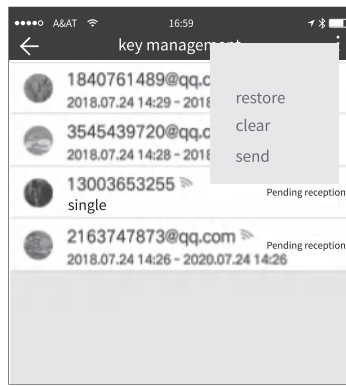 A&AT 16:59
key management
1840761489@qq.c
2018.07.24 14:29 - 2018
restore
clear
send
3545439720@qq.c
2018.07.24 14:28 - 2018
13003653255
Pending reception
single
2163747873@qq.com
Pending reception
2018.07.24 14:26 - 2020.07.24 14:26